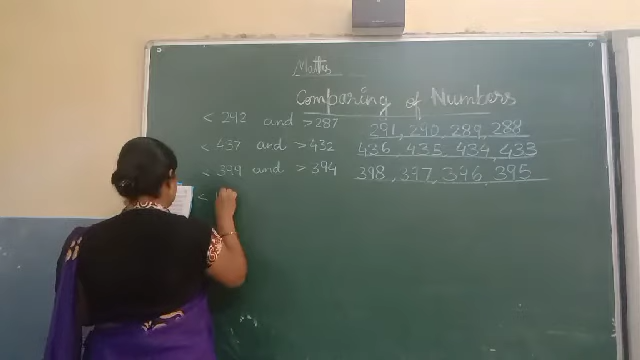 Maths
Comparing of Numbers
< 292 and > 287 291, 290, 289, 288
< 437 and > 432 436, 435, 434, 433
< 399 and > 394 398, 397, 396, 395
<